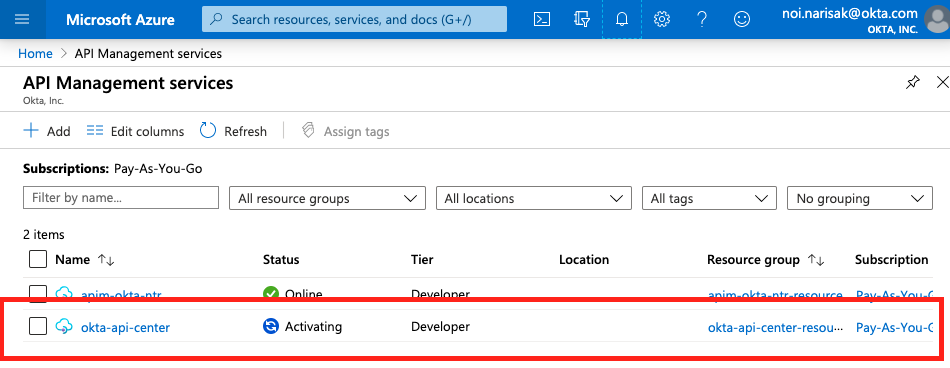 Microsoft Azure Search resources, services, and docs (G+/) noi.narisak@okta.com
OKTA, INC.
Home > API Management services
API Management services
Okta, Inc.
Add Edit columns Refresh Assign tags
Subscriptions: Pay-As-You-Go
Filter by name... All resource groups All locations All tags No grouping
2 items
Name Status Tier Location Resource group Subscription
apim-okta-ntr Online Developer apim-okta-ntr-resource Pay-As-You-G
okta-api-center Activating Developer okta-api-center-resou... Pay-As-You-G